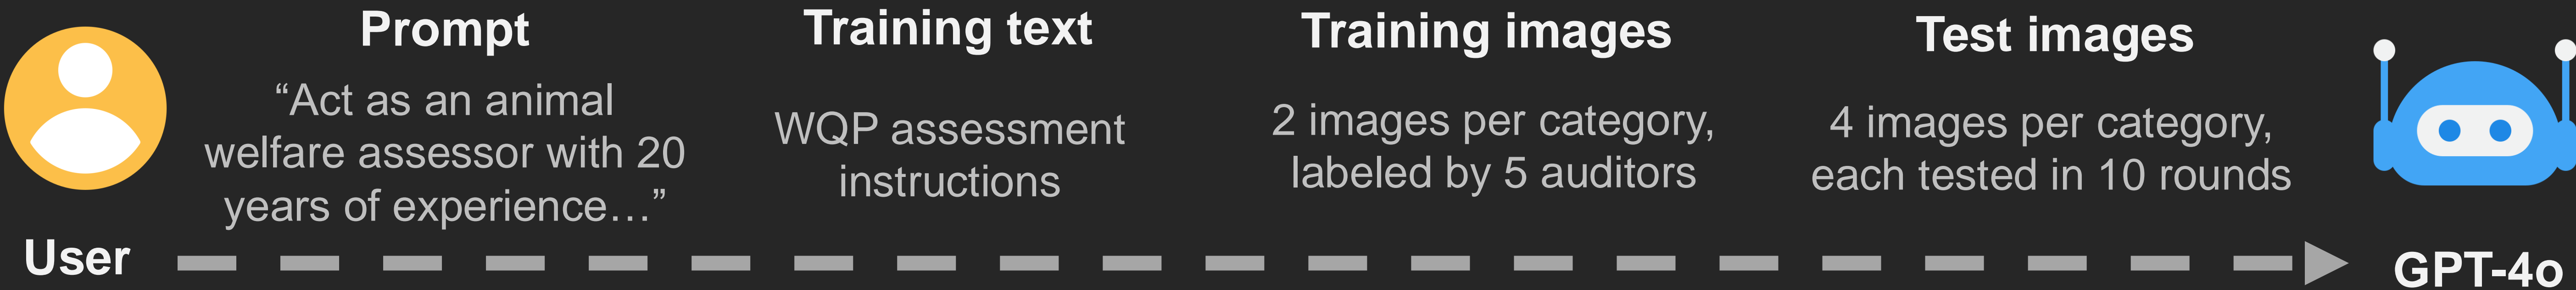 Prompt
“Act as an animal
welfare assessor with 20
years of experience…”
Training text
WQP assessment
instructions
Training images
2 images per category,
labeled by 5 auditors
Test images
4 images per category,
each tested in 10 rounds
User
GPT-4o